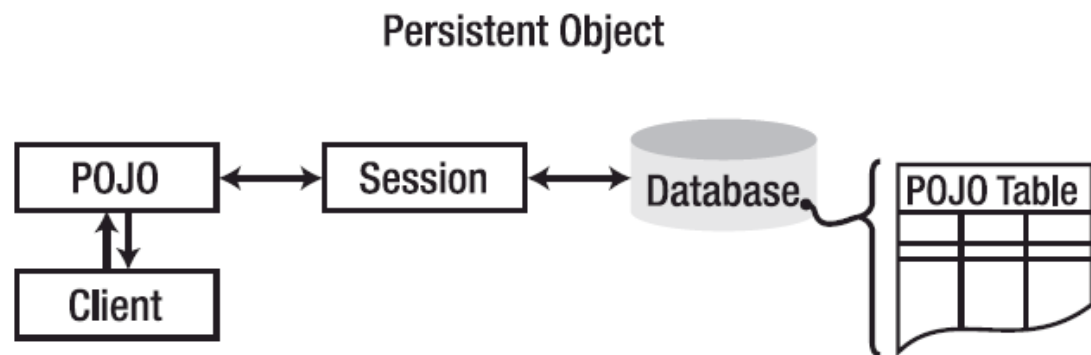 Persistent Object
POJO
Session
Database
POJO Table
Client